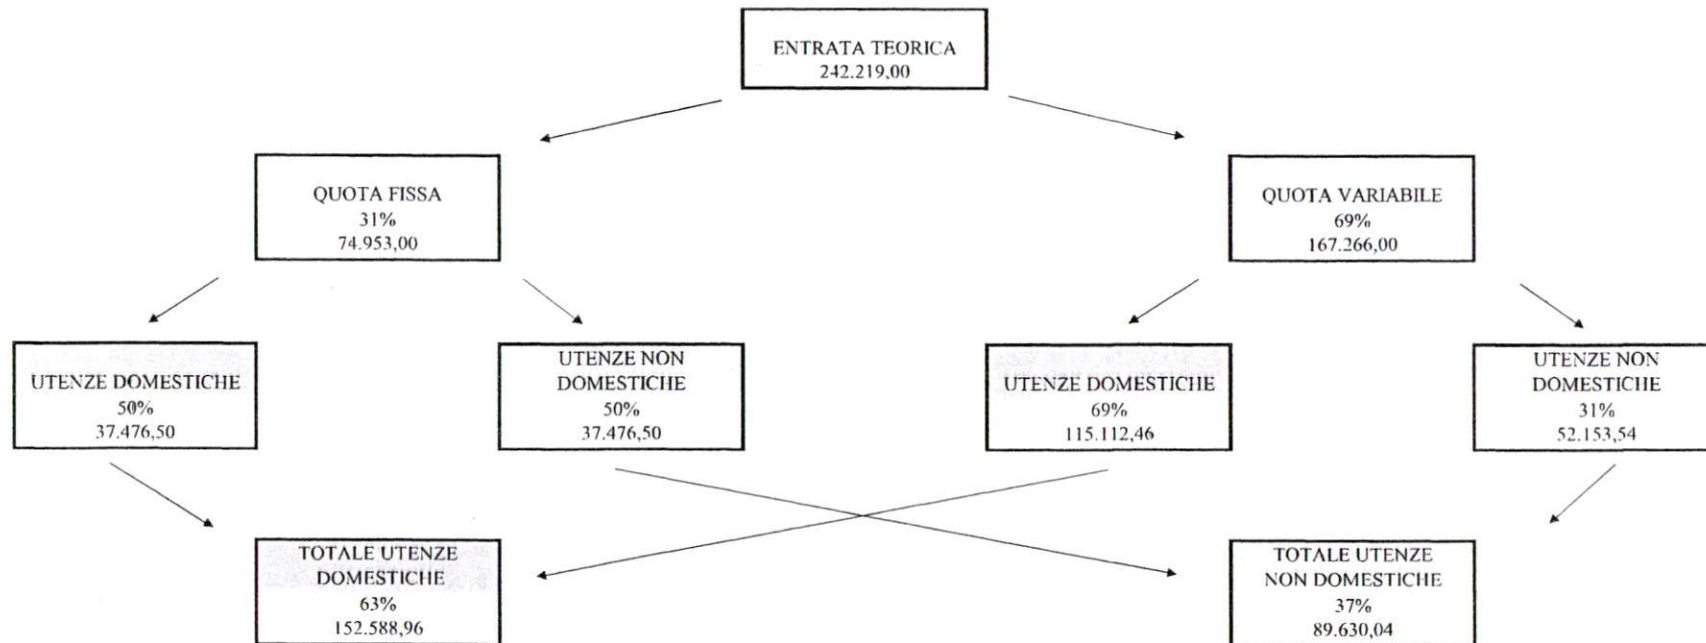 ENTRATA TEORICA
242.219,00
QUOTA FISSA
31%
74.953,00
QUOTA VARIABILE
69%
167.266,00
UTENZE DOMESTICHE
50%
37.476,50
UTENZE NON
DOMESTICHE
50%
37.476,50
UTENZE DOMESTICHE
69%
115.112,46
UTENZE NON
DOMESTICHE
31%
52.153,54
TOTALE UTENZE
DOMESTICHE
63%
152.588,96
TOTALE UTENZE
NON DOMESTICHE
37%
89.630,04